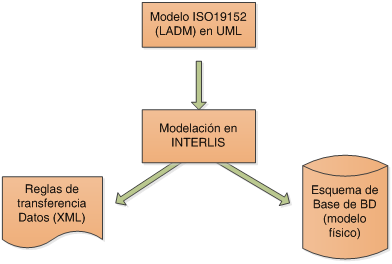 Modelo ISO19152
(LADM) en UML
Modelación en
INTERLIS
Reglas de
transferencia
Datos (XML)
Esquema de
Base de BD
(modelo
físico)